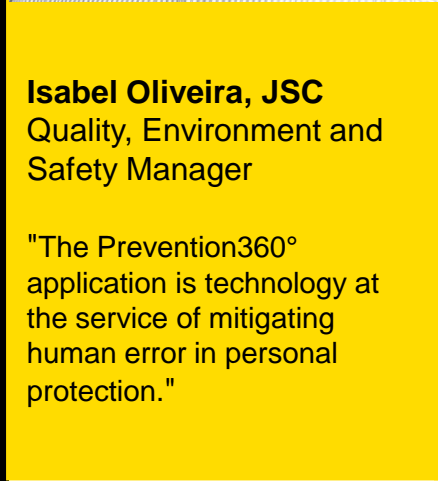 Isabel Oliveira, JSC
Quality, Environment and
Safety Manager
"The Prevention360°
application is technology at
the service of mitigating
human error in personal
protection."